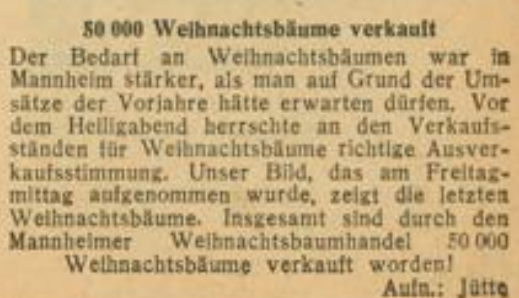 50 000 Weihnachtsbäume verkauft
Der Bedarf an Weihnachtsbäumen war in
Mannheim stärker, als man auf Grund der Um-
sätze der Vorjahre hätte erwarten dürfen. Vor
dem Heiligabend herrschte an den Verkaufs-
ständen für Weihnachtsbäume richtige Ausver-
kaufsstimmung. Unser Bild, das am Freitag-
mittag aufgenommen wurde, zeigt die letzten
Weihnachtsbäume. Insgesamt sind durch den
Mannheimer Weihnachtsbaumhandel 50 000
Weihnachtsbäume verkauft worden!
Aufn.: Jütte